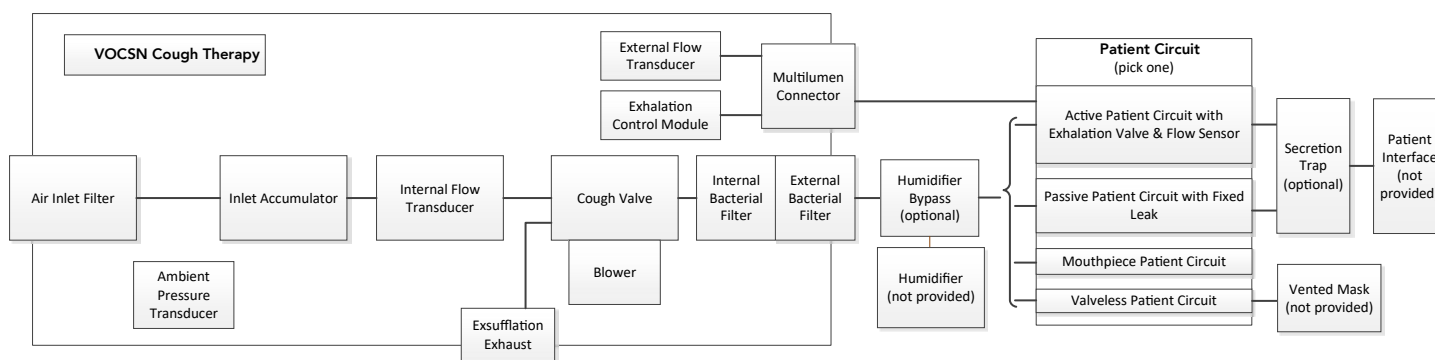 VOCSN Cough Therapy
External Flow
Transducer
Exhalation
Control Module
Multilumen
Connector
Patient Circuit
(pick one)
Active Patient Circuit with
Exhalation Valve & Flow Sensor
Passive Patient Circuit with Fixed
Leak
Mouthpiece Patient Circuit
Valveless Patient Circuit
Secretion
Trap
(optional)
Patient
Interface
(not
provided
Vented Mask
(not provided)
Air Inlet Filter
Inlet Accumulator
Internal Flow
Transducer
Cough Valve
Internal
Bacterial
Filter
External
Bacterial
Filter
Humidifier
Bypass
(optional)
Humidifier
(not provided)
Blower
Ambient
Pressure
Transducer
Exsufflation
Exhaust